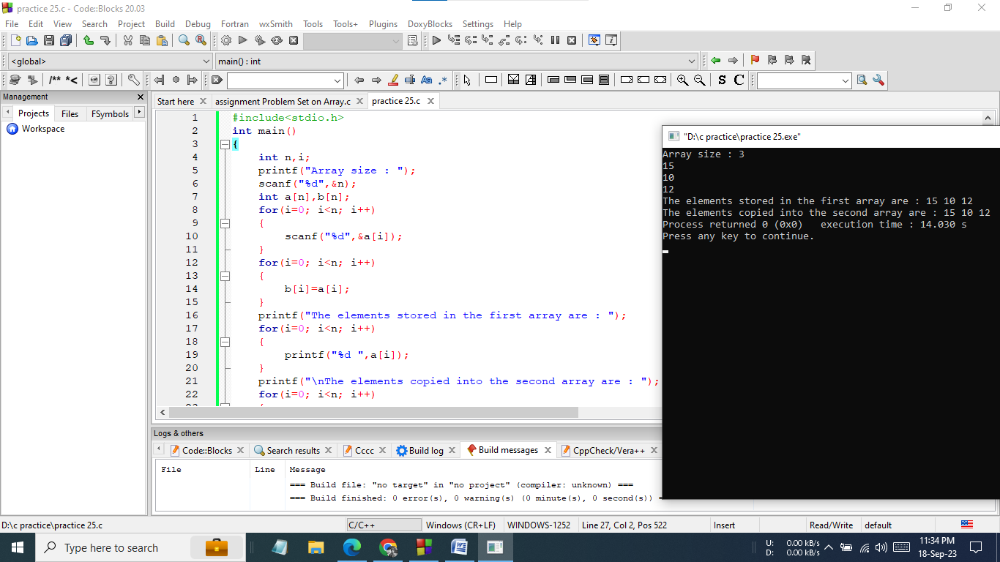 practice 25.c - Code::Blocks 20.03
File Edit View Search Project Build Debug Fortran wxSmith Tools Tools+ Plugins DoxyBlocks Settings Help
<global> main() : int
/** *< Aa .* S C
Management
Projects Files FSymbols
Workspace
Start here assignment Problem Set on Array.c practice 25.c
1 #include<stdio.h>
2 int main()
3 {
4 int n,i;
5 printf("Array size : ");
6 scanf("%d",&n);
7 int a[n],b[n];
8 for(i=0; i<n; i++)
9 {
10 scanf("%d",&a[i]);
11 }
12 for(i=0; i<n; i++)
13 {
14 b[i]=a[i];
15 }
16 printf("The elements stored in the first array are : ");
17 for(i=0; i<n; i++)
18 {
19 printf("%d ",a[i]);
20 }
21 printf("\nThe elements copied into the second array are : ");
22 for(i=0; i<n; i++)
"D:\c practice\practice 25.exe"
Array size : 3
15
10
12
The elements stored in the first array are : 15 10 12
The elements copied into the second array are : 15 10 12
Process returned 0 (0x0) execution time : 14.030 s
Press any key to continue.
Logs & others
Code::Blocks Search results Cccc Build log Build messages CppCheck/Vera++
File Line Message
=== Build file: "no target" in "no project" (compiler: unknown) ===
=== Build finished: 0 error(s), 0 warning(s) (0 minute(s), 0 second(s)) =
D:\c practice\practice 25.c C/C++ Windows (CR+LF) WINDOWS-1252 Line 27, Col 2, Pos 522 Insert Read/Write default
Type here to search
U: 0.00 kB/s
D: 0.00 kB/s
11:34 PM
18-Sep-23